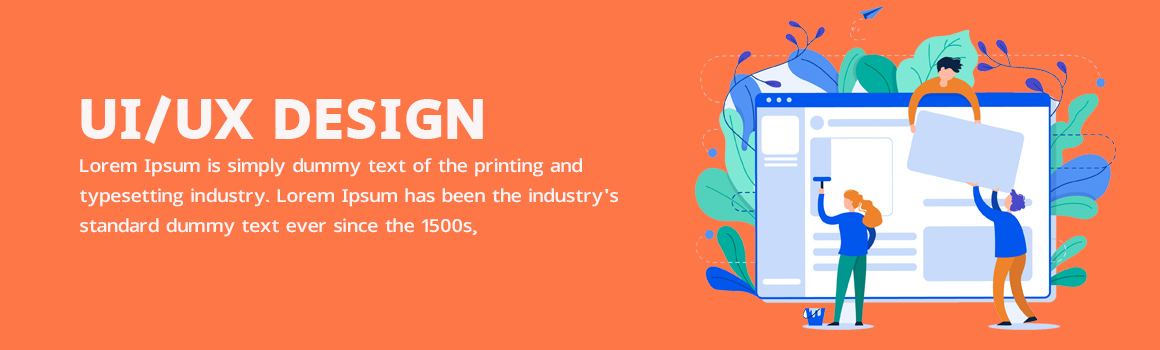 UI/UX DESIGN
Lorem Ipsum is simply dummy text of the printing and
typesetting industry. Lorem Ipsum has been the industry's
standard dummy text ever since the 1500s,